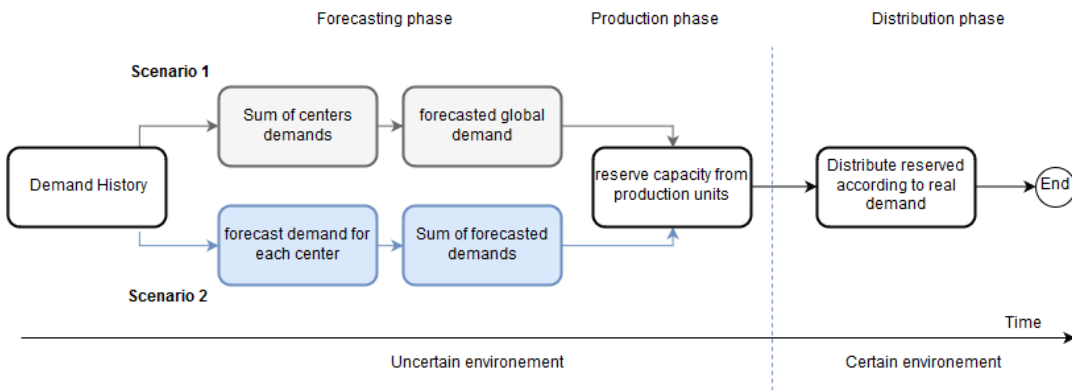 Forecasting phase
Production phase
Distribution phase
Scenario 1
Sum of centers
demands
forecasted global
demand
Demand History
reserve capacity from
production units
Distribute reserved
according to real
demand
End
forecast demand for
each center
Sum of forecasted
demands
Scenario 2
Time
Uncertain environement
Certain environement